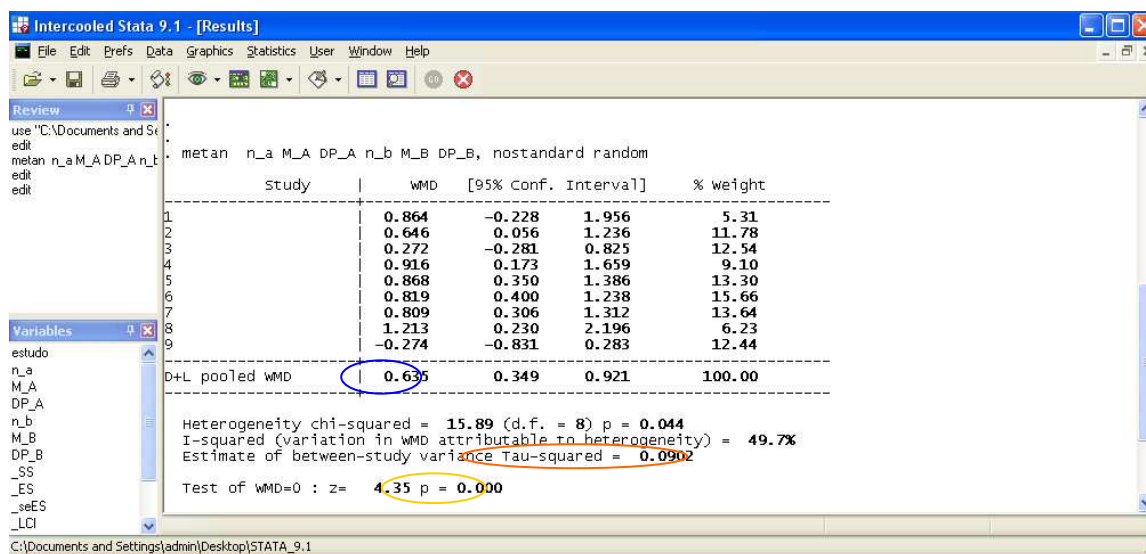 Intercooled Stata 9.1 - [Results]
File Edit Prefs Data Graphics Statistics User Window Help
Review
use "C:\Documents and Se
edit
metan n_a M_A DP_A n_b
edit
edit
Variables
estudo
n_a
M_A
DP_A
n_b
M_B
DP_B
_SS
_ES
_seES
_LCI
.
.
. metan n_a M_A DP_A n_b M_B DP_B, nostandard random
Study | WMD [95% Conf. Interval] % Weight
---------------------+---------------------------------------------------
1 | 0.864 -0.228 1.956 5.31
2 | 0.646 0.056 1.236 11.78
3 | 0.272 -0.281 0.825 12.54
4 | 0.916 0.173 1.659 9.10
5 | 0.868 0.350 1.386 13.30
6 | 0.819 0.400 1.238 15.66
7 | 0.809 0.306 1.312 13.64
8 | 1.213 0.230 2.196 6.23
9 | -0.274 -0.831 0.283 12.44
---------------------+---------------------------------------------------
D+L pooled WMD | 0.635 0.349 0.921 100.00
---------------------+---------------------------------------------------
Heterogeneity chi-squared = 15.89 (d.f. = 8) p = 0.044
I-squared (variation in WMD attributable to heterogeneity) = 49.7%
Estimate of between-study variance Tau-squared = 0.0902
Test of WMD=0 : z= 4.35 p = 0.000
C:\Documents and Settings\admin\Desktop\STATA_9.1